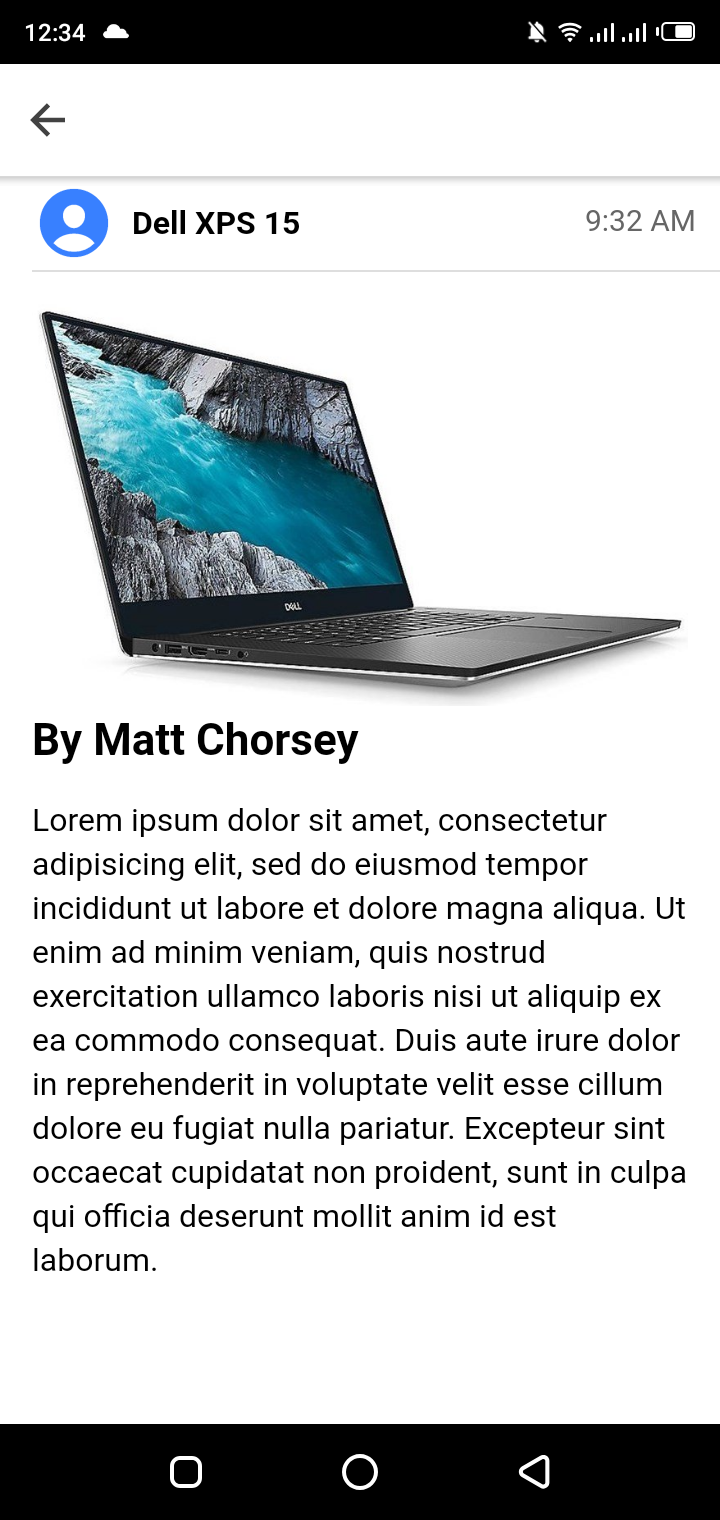 12:34
Dell XPS 15 9:32 AM
DELL
By Matt Chorsey
Lorem ipsum dolor sit amet, consectetur
adipisicing elit, sed do eiusmod tempor
incididunt ut labore et dolore magna aliqua. Ut
enim ad minim veniam, quis nostrud
exercitation ullamco laboris nisi ut aliquip ex
ea commodo consequat. Duis aute irure dolor
in reprehenderit in voluptate velit esse cillum
dolore eu fugiat nulla pariatur. Excepteur sint
occaecat cupidatat non proident, sunt in culpa
qui officia deserunt mollit anim id est
laborum.